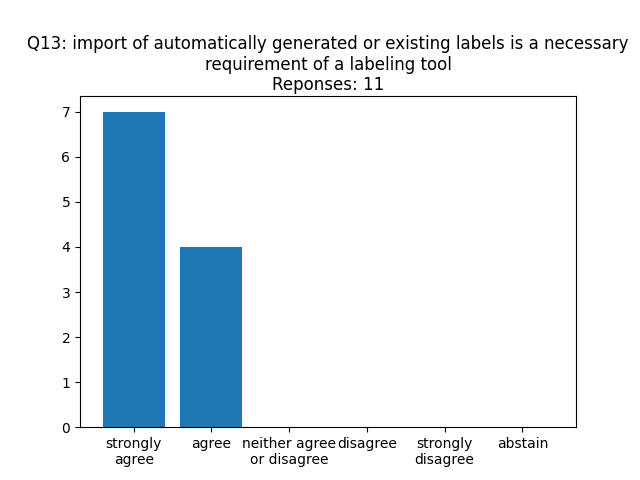 Q13: import of automatically generated or existing labels is a necessary
requirement of a labeling tool
Reponses: 11
7
6
5
4
3
2
1
0
strongly
agree
agree
neither agree
or disagree
disagree
strongly
disagree
abstain